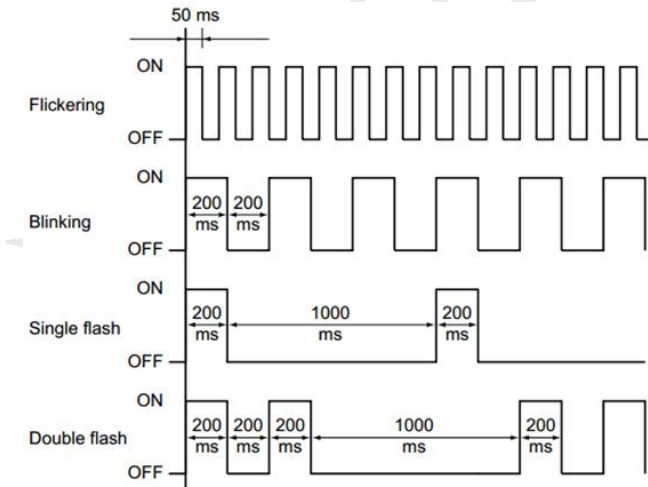 50 ms
ON
Flickering
OFF
ON
200 200
ms ms
Blinking
OFF
ON
200 1000 200
ms ms ms
Single flash
OFF
ON
200 200 200 1000 200
ms ms ms ms ms
Double flash
OFF